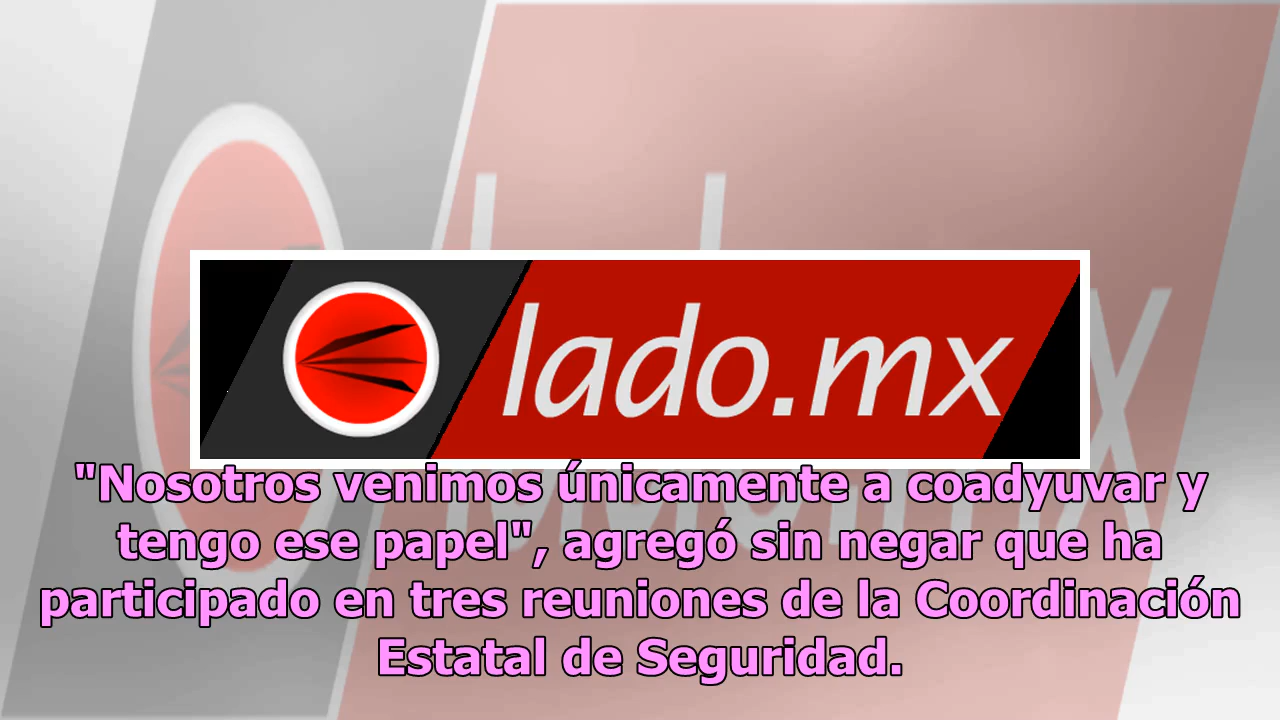 lado.mx
"Nosotros venimos únicamente a coadyuvar y
tengo ese papel", agregó sin negar que ha
participado en tres reuniones de la Coordinación
Estatal de Seguridad.